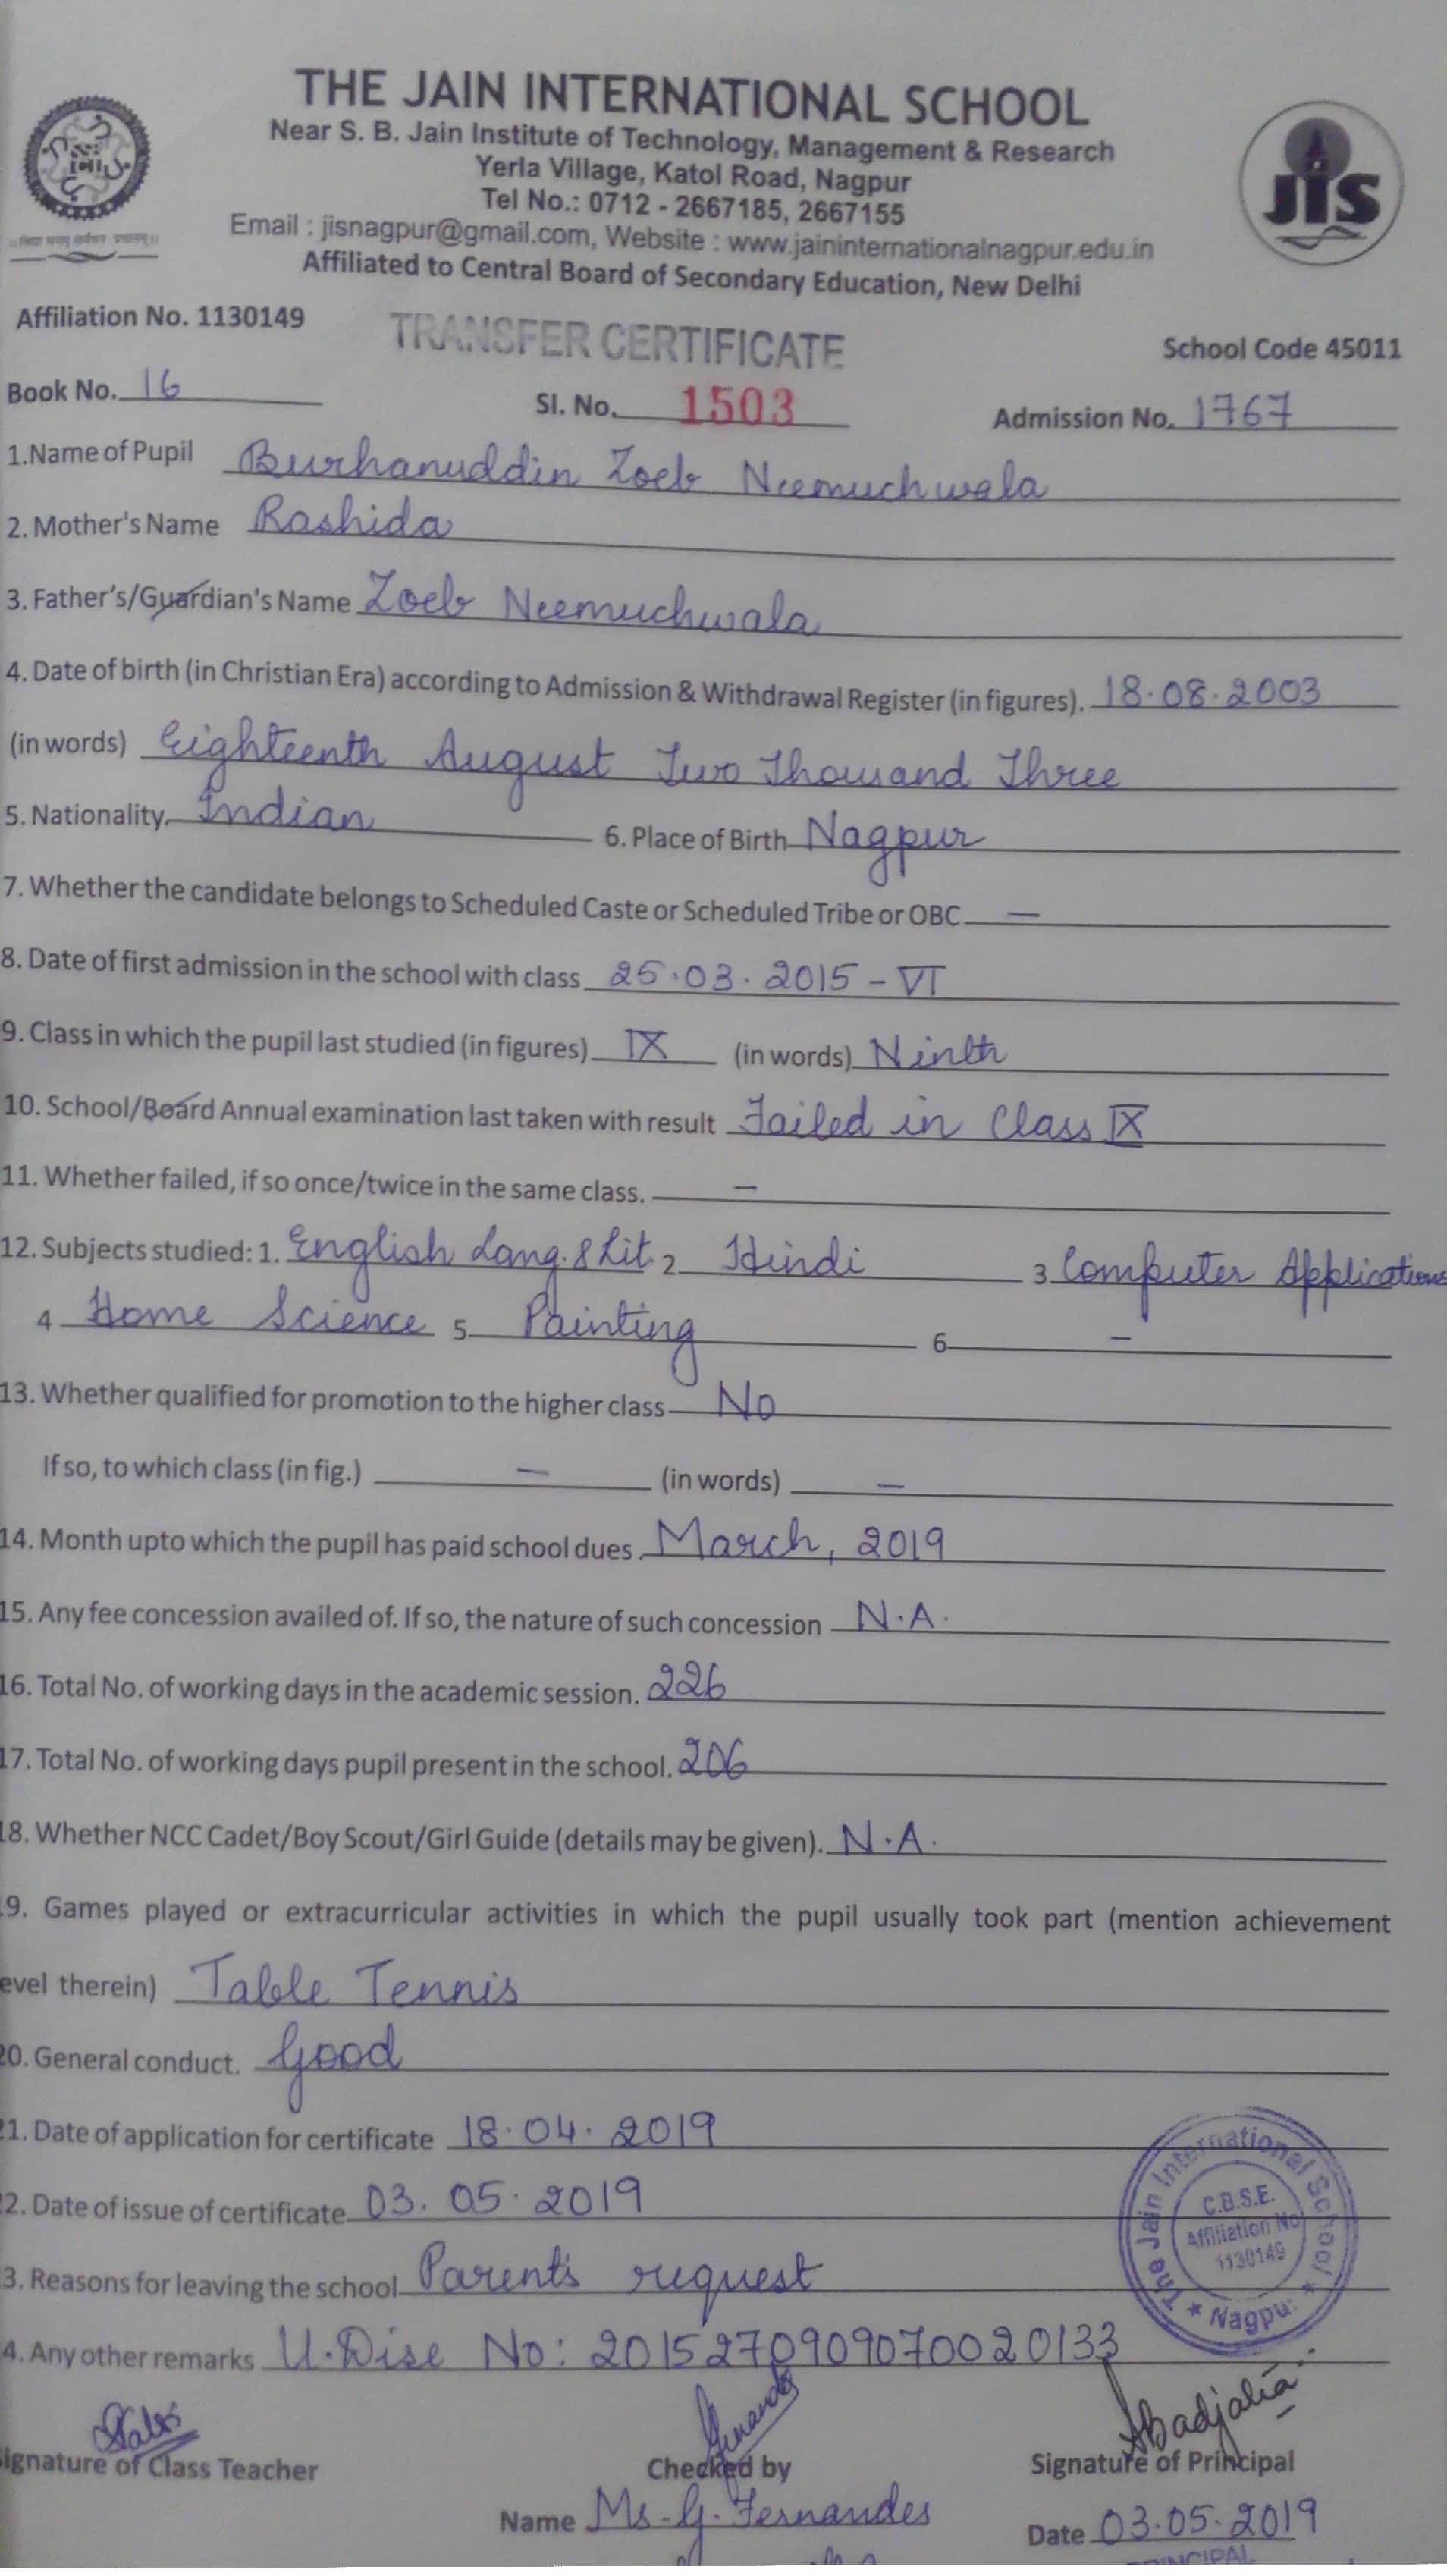 THE JAIN INTERNATIONAL SCHOOL
Near S. B. Jain Institute of Technology, Management & Research
Yerla Village, Katol Road, Nagpur
Tel No.: 0712 - 2667185, 2667155
Email : jisnagpur@gmail.com, Website : www.jaininternationalnagpur.edu.in
Affiliated to Central Board of Secondary Education, New Delhi
JIS
Affiliation No. 1130149
TRANSFER CERTIFICATE
School Code 45011
Book No. 16 Sl. No. 1503 Admission No. 1767
1.Name of Pupil Burhanuddin Zoeb Neemuchwala
2. Mother's Name Rashida
3. Father's/Guardian's Name Zoeb Neemuchwala
4. Date of birth (in Christian Era) according to Admission & Withdrawal Register (in figures). 18.08.2003
(in words) Eighteenth August Two Thousand Three
5. Nationality. Indian 6. Place of Birth Nagpur
7. Whether the candidate belongs to Scheduled Caste or Scheduled Tribe or OBC —
8. Date of first admission in the school with class 25.03.2015 - VI
9. Class in which the pupil last studied (in figures) IX (in words) Ninth
10. School/Board Annual examination last taken with result Failed in Class IX
11. Whether failed, if so once/twice in the same class. —
12. Subjects studied: 1. English Lang. & Lit. 2 Hindi 3 Computer Applications
4 Home Science 5 Painting 6 —
13. Whether qualified for promotion to the higher class No
If so, to which class (in fig.) — (in words) —
14. Month upto which the pupil has paid school dues March, 2019
15. Any fee concession availed of. If so, the nature of such concession N.A.
16. Total No. of working days in the academic session. 226
17. Total No. of working days pupil present in the school. 206
18. Whether NCC Cadet/Boy Scout/Girl Guide (details may be given). N.A.
9. Games played or extracurricular activities in which the pupil usually took part (mention achievement
evel therein) Table Tennis
20. General conduct. Good
21. Date of application for certificate 18.04.2019
2. Date of issue of certificate 03.05.2019
3. Reasons for leaving the school Parent's request
4. Any other remarks U.Dise No: 2015270909070020133
The Jain International School
C.B.S.E.
Affiliation No
1130149
★ Nagpur ★
Signature of Class Teacher
Checked by
Signature of Principal
Name Ms. G. Fernandes
Date 03.05.2019
PRINCIPAL